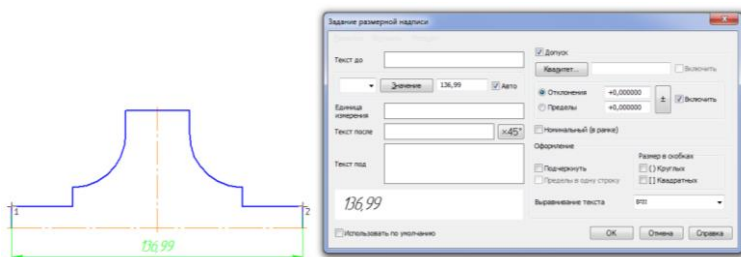 1
2
136,99
Задание размерной надписи
Текст до
Значение
136,99
Авто
Единица
измерения
Текст после
×45°
Текст под
136,99
Использовать по умолчанию
Допуск
Квалитет...
Включить
Отклонения
+0,000000
Пределы
+0,000000
±
Включить
Номинальный (в рамке)
Оформление
Подчеркнуть
Пределы в одну строку
Размер в скобках
( ) Круглых
[ ] Квадратных
Выравнивание текста
OK
Отмена
Справка